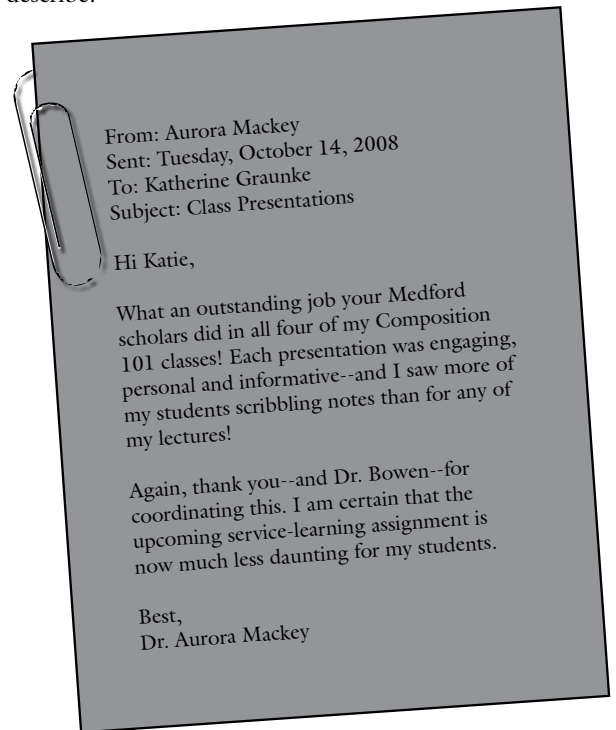 describe.
From: Aurora Mackey
Sent: Tuesday, October 14, 2008
To: Katherine Graunke
Subject: Class Presentations
Hi Katie,
What an outstanding job your Medford
scholars did in all four of my Composition
101 classes! Each presentation was engaging,
personal and informative--and I saw more of
my students scribbling notes than for any of
my lectures!
Again, thank you--and Dr. Bowen--for
coordinating this. I am certain that the
upcoming service-learning assignment is
now much less daunting for my students.
Best,
Dr. Aurora Mackey